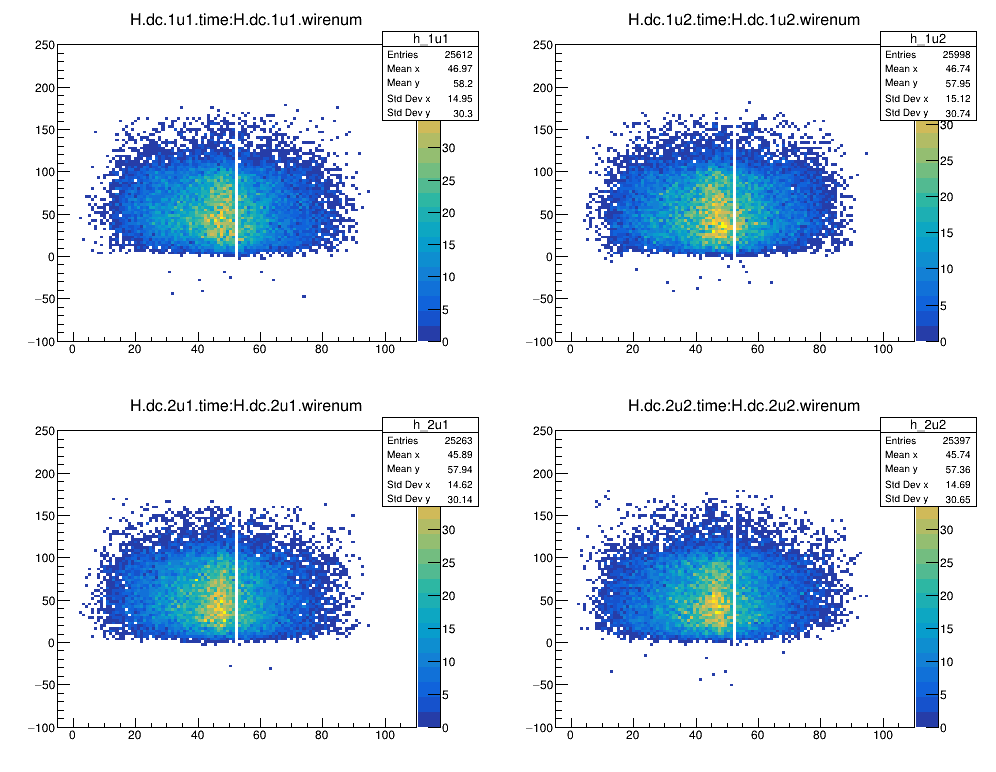 H.dc.1u1.time:H.dc.1u1.wirenum
h_1u1
Entries 25612
Mean x 46.97
Mean y 58.2
Std Dev x 14.95
Std Dev y 30.3
250
200
150
100
50
0
−50
−100
0 20 40 60 80 100
30
25
20
15
10
5
0
H.dc.1u2.time:H.dc.1u2.wirenum
h_1u2
Entries 25998
Mean x 46.74
Mean y 57.95
Std Dev x 15.12
Std Dev y 30.74
250
200
150
100
50
0
−50
−100
0 20 40 60 80 100
30
25
20
15
10
5
0
H.dc.2u1.time:H.dc.2u1.wirenum
h_2u1
Entries 25263
Mean x 45.89
Mean y 57.94
Std Dev x 14.62
Std Dev y 30.14
250
200
150
100
50
0
−50
−100
0 20 40 60 80 100
30
25
20
15
10
5
0
H.dc.2u2.time:H.dc.2u2.wirenum
h_2u2
Entries 25397
Mean x 45.74
Mean y 57.36
Std Dev x 14.69
Std Dev y 30.65
250
200
150
100
50
0
−50
−100
0 20 40 60 80 100
30
25
20
15
10
5
0